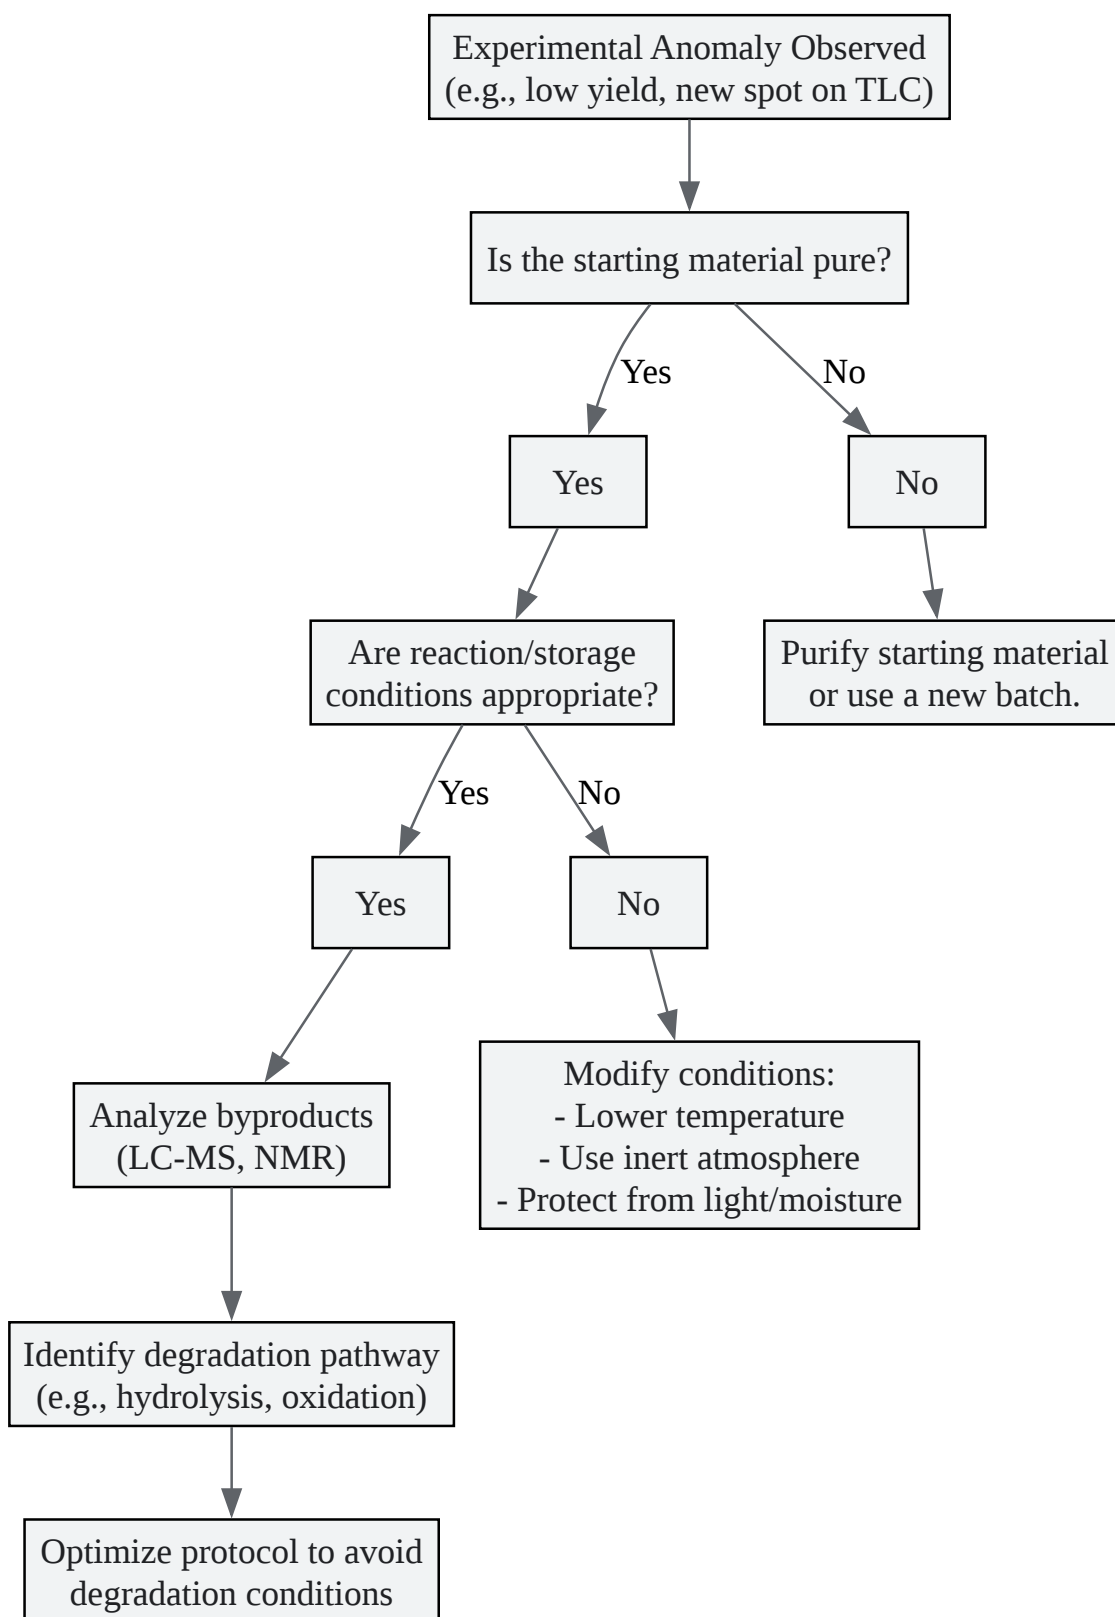 Experimental Anomaly Observed
(e.g., low yield, new spot on TLC)
Is the starting material pure?
Yes
No
Yes
No
Are reaction/storage
conditions appropriate?
Purify starting material
or use a new batch.
Yes
No
Yes
No
Modify conditions:
- Lower temperature
- Use inert atmosphere
- Protect from light/moisture
Analyze byproducts
(LC-MS, NMR)
Identify degradation pathway
(e.g., hydrolysis, oxidation)
Optimize protocol to avoid
degradation conditions